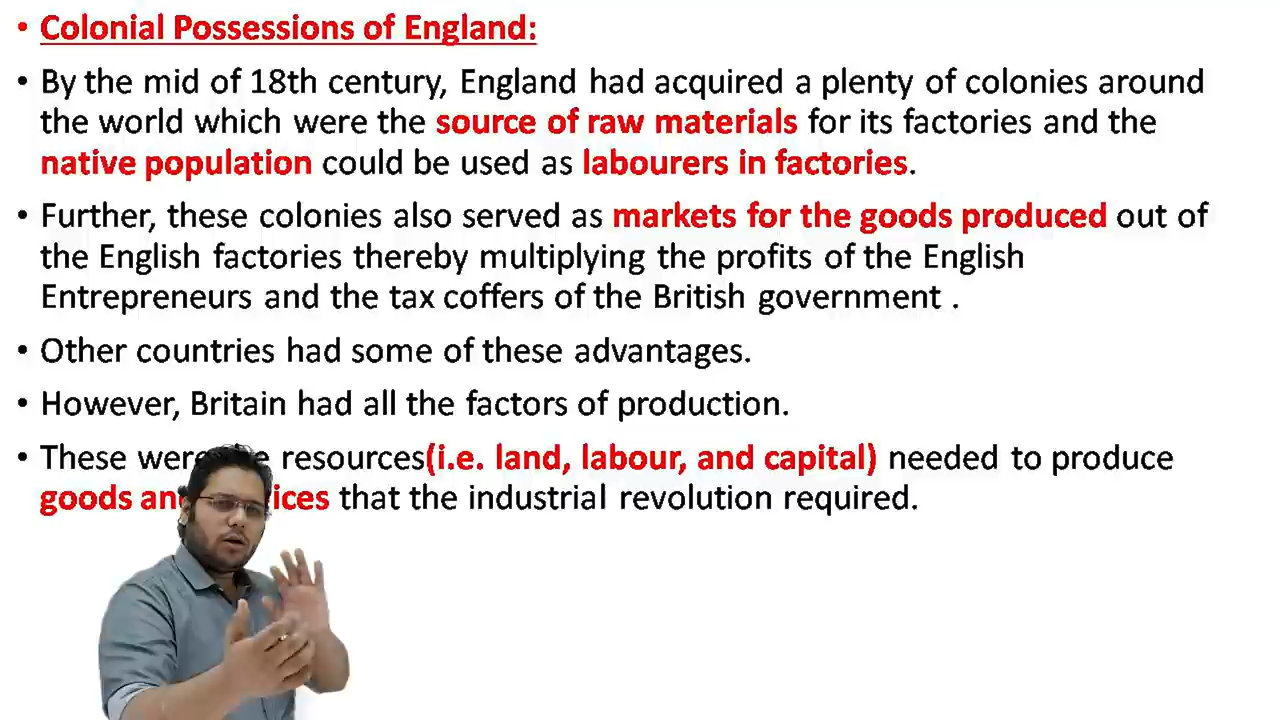 • Colonial Possessions of England:
• By the mid of 18th century, England had acquired a plenty of colonies around
the world which were the source of raw materials for its factories and the
native population could be used as labourers in factories.
• Further, these colonies also served as markets for the goods produced out of
the English factories thereby multiplying the profits of the English
Entrepreneurs and the tax coffers of the British government .
• Other countries had some of these advantages.
• However, Britain had all the factors of production.
• These were resources(i.e. land, labour, and capital) needed to produce
goods that the industrial revolution required.